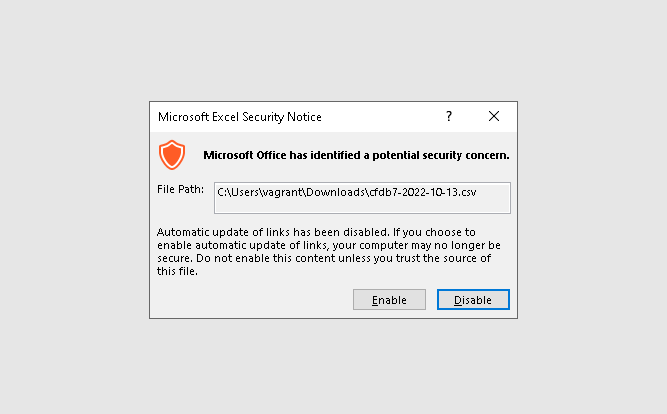 Microsoft Excel Security Notice
?
Microsoft Office has identified a potential security concern.
File Path: C:\Users\vagrant\Downloads\cfdb7-2022-10-13.csv
Automatic update of links has been disabled. If you choose to
enable automatic update of links, your computer may no longer be
secure. Do not enable this content unless you trust the source of
this file.
Enable Disable